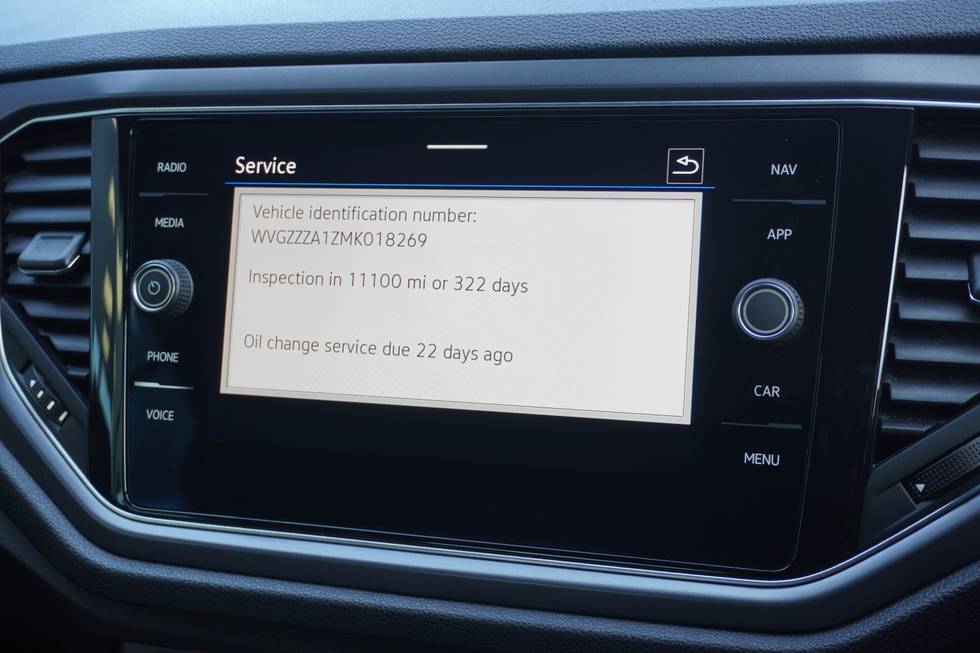 RADIO
MEDIA
PHONE
VOICE
Service
Vehicle identification number:
WVGZZZA1ZMK018269
Inspection in 11100 mi or 322 days
Oil change service due 22 days ago
NAV
APP
CAR
MENU